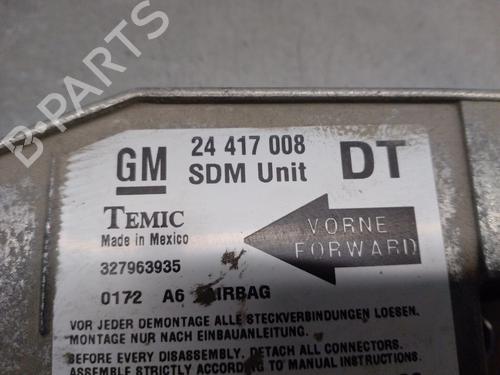 B-PARTS
GM
24 417 008
SDM Unit
DT
TEMIC
Made in Mexico
VORNE
FORWARD
327963935
0172 A6 AIRBAG
VOR JEDER DEMONTAGE ALLE STECKVERBINDUNGEN LOESEN.
MONTAGE NUR NACH EINBAUANLEITUNG.
BEFORE EVERY DISASSEMBLY, DETACH ALL CONNECTORS.
ASSEMBLE STRICTLY ACCORDING TO MANUAL INSTRUCTIONS.